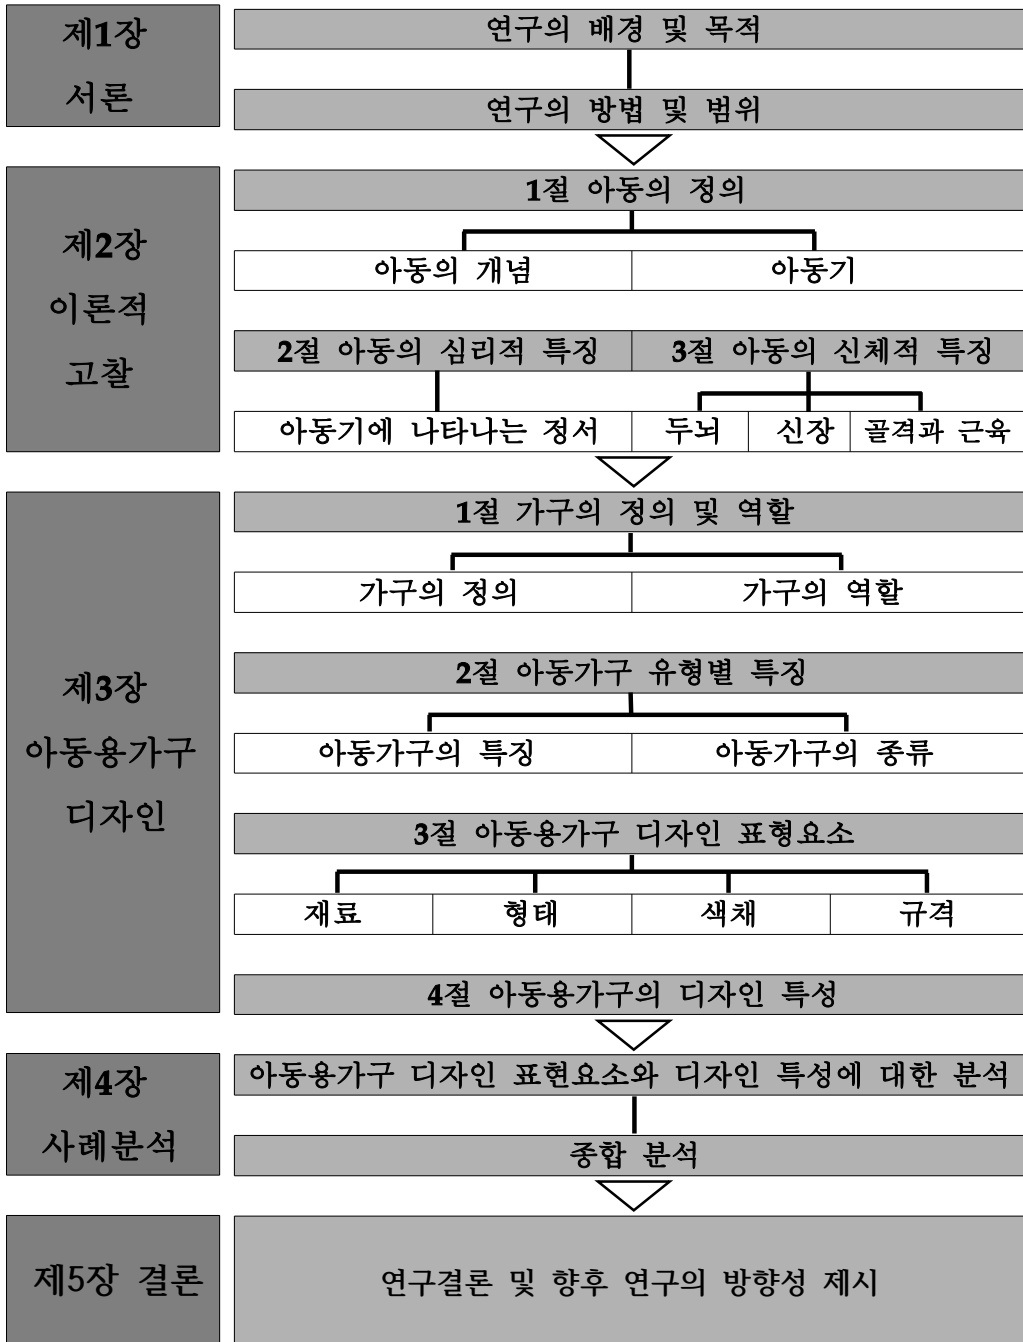 제1장
서론
연구의 배경 및 목적
연구의 방법 및 범위
제2장
이론적
고찰
1절 아동의 정의
아동의 개념 아동기
2절 아동의 심리적 특징 3절 아동의 신체적 특징
아동기에 나타나는 정서 두뇌 신장 골격과 근육
제3장
아동용가구
디자인
1절 가구의 정의 및 역할
가구의 정의 가구의 역할
2절 아동가구 유형별 특징
아동가구의 특징 아동가구의 종류
3절 아동용가구 디자인 표형요소
재료 형태 색채 규격
4절 아동용가구의 디자인 특성
제4장
사례분석
아동용가구 디자인 표현요소와 디자인 특성에 대한 분석
종합 분석
제5장 결론
연구결론 및 향후 연구의 방향성 제시